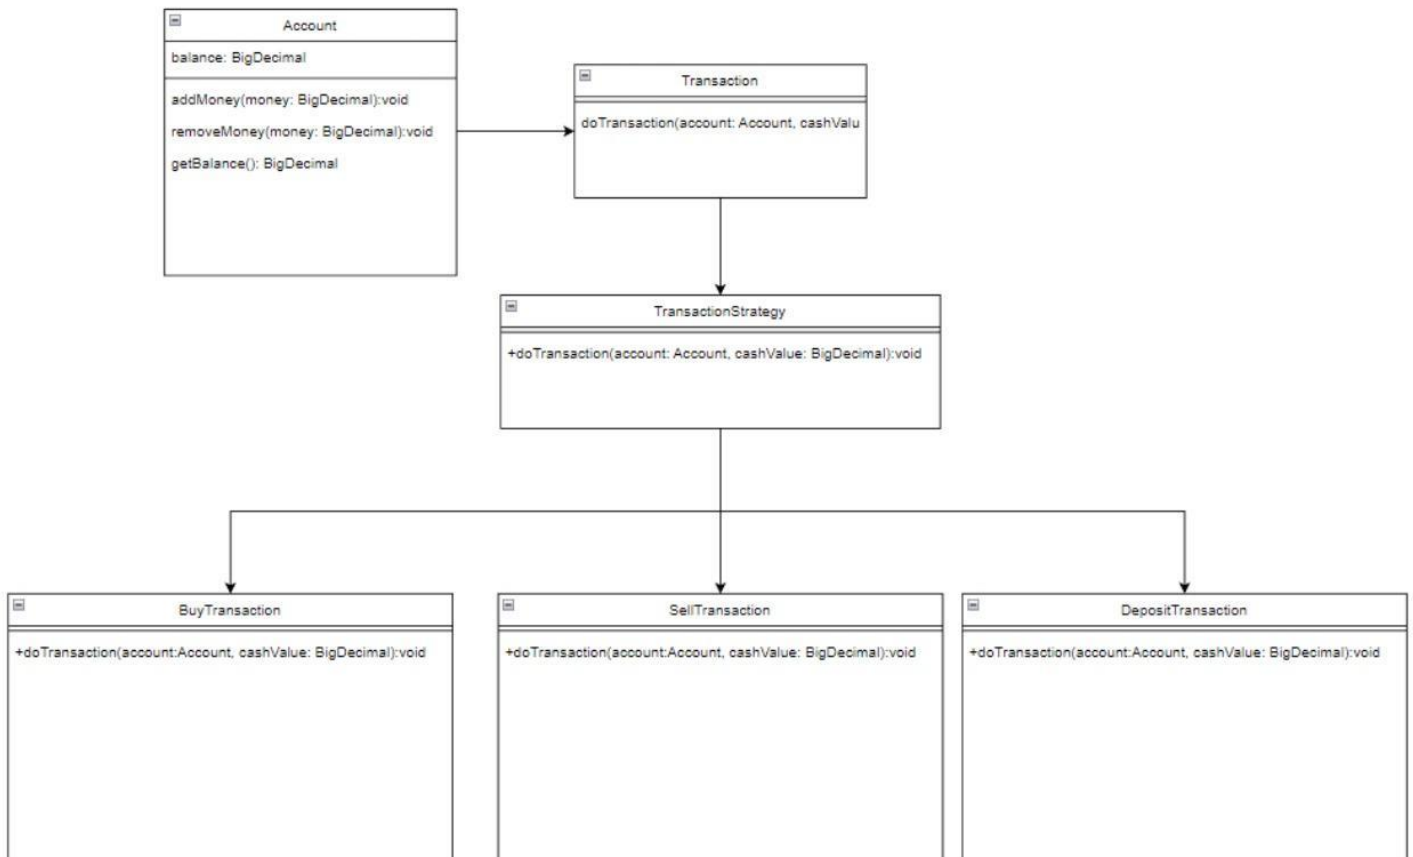 Account
balance: BigDecimal
addMoney(money: BigDecimal):void
removeMoney(money: BigDecimal):void
getBalance(): BigDecimal
Transaction
doTransaction(account: Account, cashValu
TransactionStrategy
+doTransaction(account: Account, cashValue: BigDecimal):void
BuyTransaction
+doTransaction(account:Account, cashValue: BigDecimal):void
SellTransaction
+doTransaction(account:Account, cashValue: BigDecimal):void
DepositTransaction
+doTransaction(account:Account, cashValue: BigDecimal):void